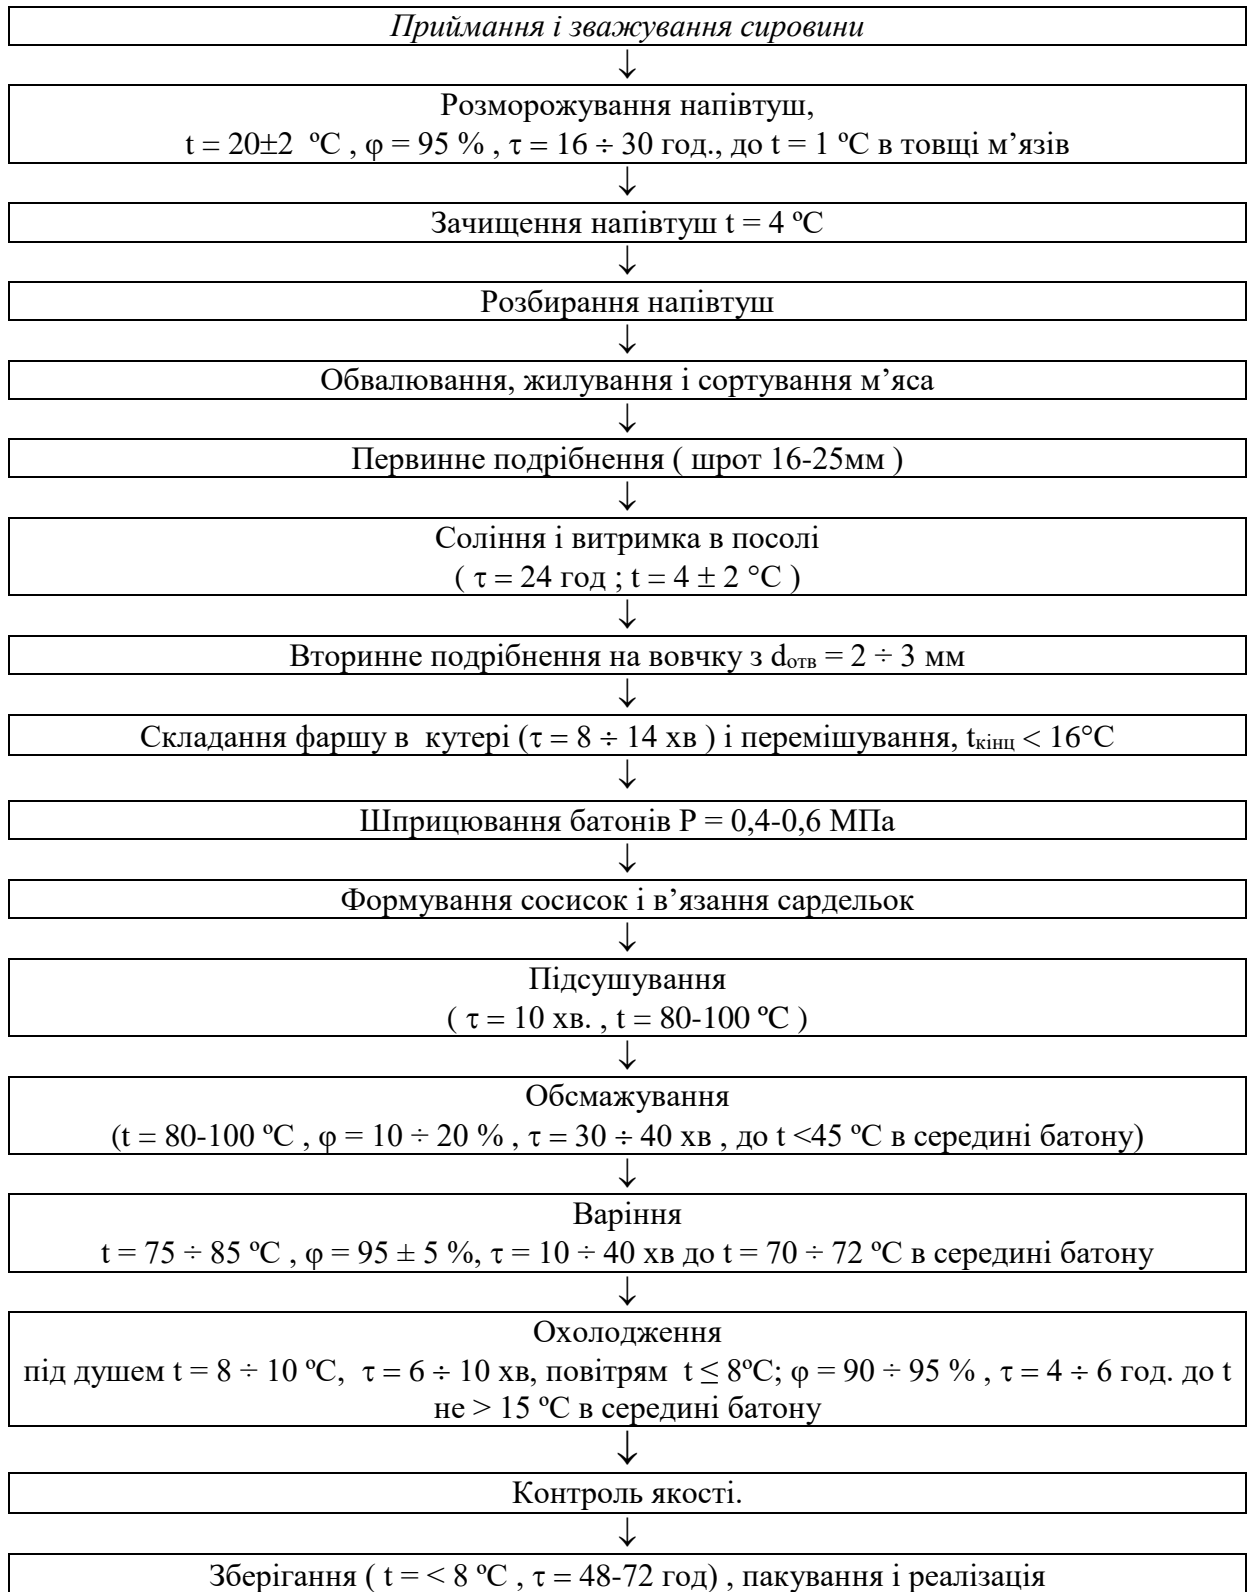 Приймання і зважування сировини
↓
Розморожування напівтуш,
t = 20±2 ºС , φ = 95 % , τ = 16 ÷ 30 год., до t = 1 ºС в товщі м’язів
↓
Зачищення напівтуш t = 4 ºС
↓
Розбирання напівтуш
↓
Обвалювання, жилування і сортування м’яса
↓
Первинне подрібнення ( шрот 16-25мм )
↓
Соління і витримка в посолі
( τ = 24 год ; t = 4 ± 2 °С )
↓
Вторинне подрібнення на вовчку з dотв = 2 ÷ 3 мм
↓
Складання фаршу в кутері (τ = 8 ÷ 14 хв ) і перемішування, tкінц < 16°С
↓
Шприцювання батонів Р = 0,4-0,6 МПа
↓
Формування сосисок і в’язання сардельок
↓
Підсушування
( τ = 10 хв. , t = 80-100 ºС )
↓
Обсмажування
(t = 80-100 ºС , φ = 10 ÷ 20 % , τ = 30 ÷ 40 хв , до t <45 ºС в середині батону)
↓
Варіння
t = 75 ÷ 85 ºС , φ = 95 ± 5 %, τ = 10 ÷ 40 хв до t = 70 ÷ 72 ºС в середині батону
↓
Охолодження
під душем t = 8 ÷ 10 ºС, τ = 6 ÷ 10 хв, повітрям t ≤ 8ºС; φ = 90 ÷ 95 % , τ = 4 ÷ 6 год. до t
не > 15 ºС в середині батону
↓
Контроль якості.
↓
Зберігання ( t = < 8 ºС , τ = 48-72 год) , пакування і реалізація